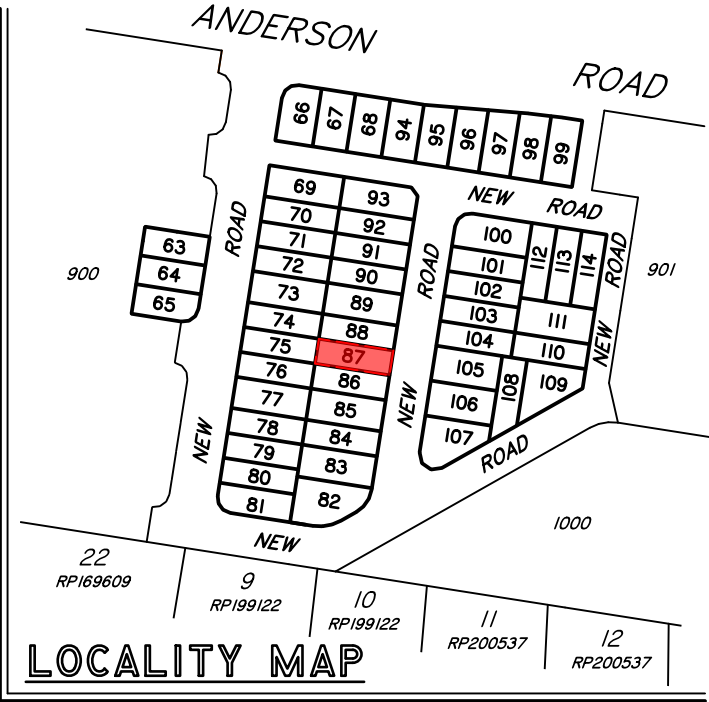 ANDERSON ROAD
66 67 68 94 95 96 97 98 99
NEW ROAD
69 93
70 92
71 91
72 90
73 89
74 88
75 87
76 86
77 85
78 84
79 83
80 82
81
ROAD
NEW
63
64
65
900
ROAD
NEW
100 112 113 114
101
102
103 111
104 110
105 108 109
106
107
ROAD
NEW
901
ROAD
1000
NEW
22
RP169609
9
RP199122
10
RP199122
11
RP200537
12
RP200537
LOCALITY MAP